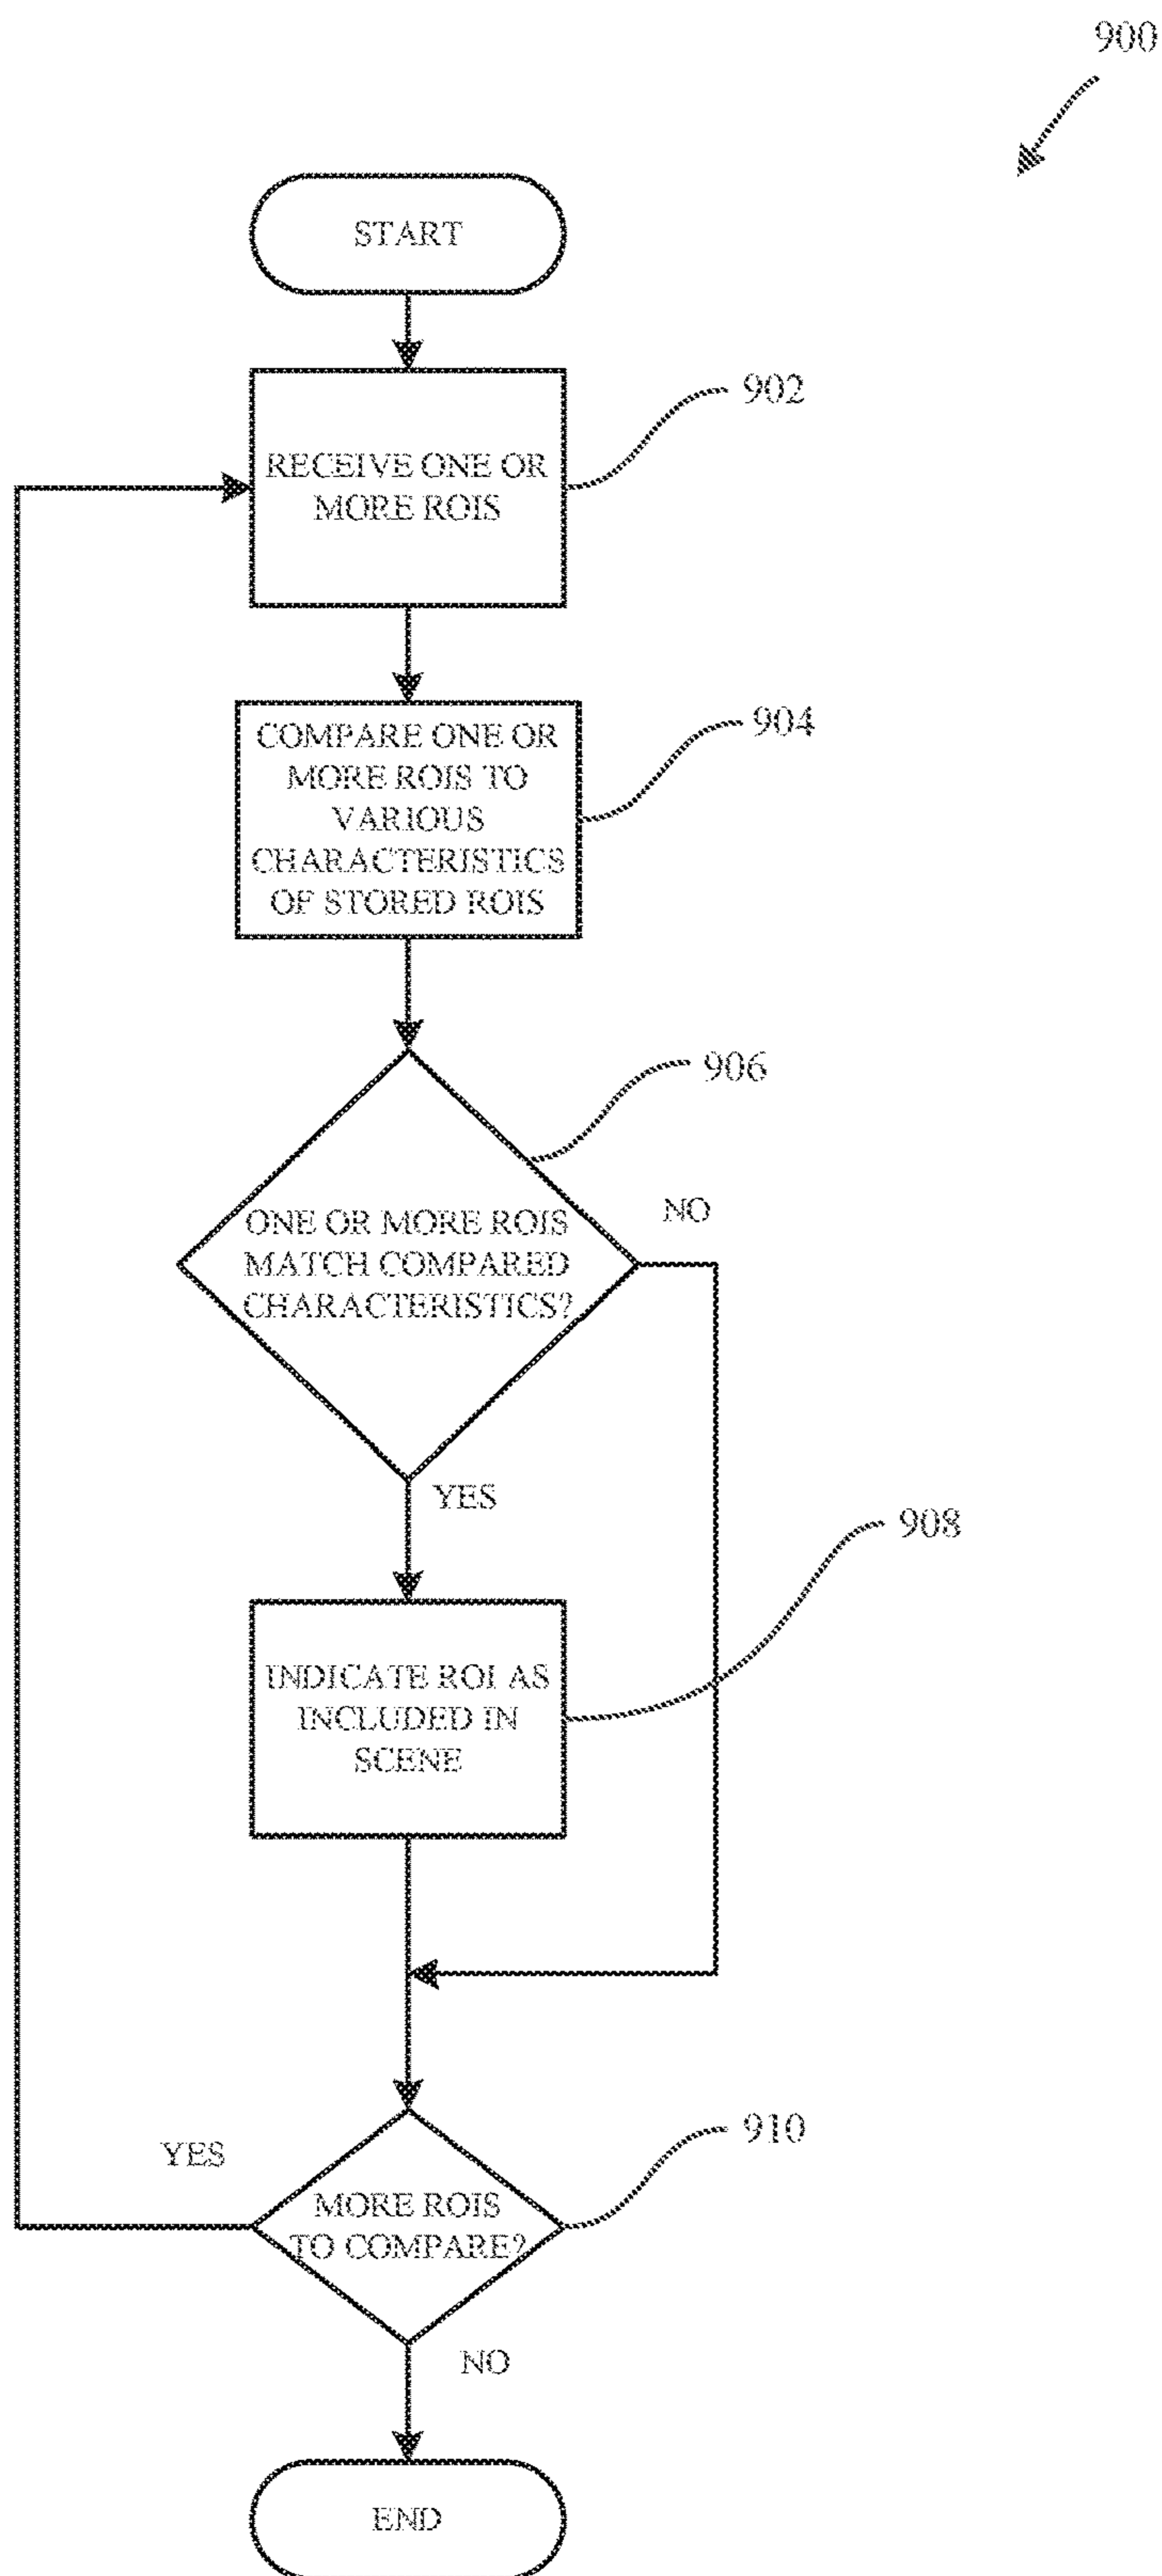 900
START
902
RECEIVE ONE OR
MORE ROIS
904
COMPARE ONE OR
MORE ROIS TO
VARIOUS
CHARACTERISTICS
OF STORED ROIS
906
NO
ONE OR MORE ROIS
MATCH COMPARED
CHARACTERISTICS?
YES
908
INDICATE ROI AS
INCLUDED IN
SCENE
910
YES
MORE ROIS
TO COMPARE?
NO
END